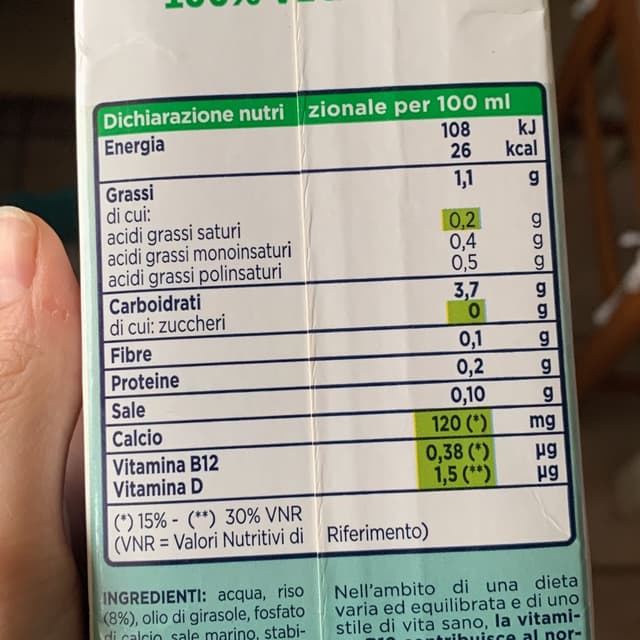 100%
Dichiarazione nutrizionale per 100 ml
Energia 108 kJ
26 kcal
Grassi 1,1 g
di cui:
acidi grassi saturi 0,2 g
acidi grassi monoinsaturi 0,4 g
acidi grassi polinsaturi 0,5 g
Carboidrati 3,7 g
di cui: zuccheri 0 g
Fibre 0,1 g
Proteine 0,2 g
Sale 0,10 g
Calcio 120 (*) mg
Vitamina B12 0,38 (*) µg
Vitamina D 1,5 (**) µg
(*) 15% - (**) 30% VNR
(VNR = Valori Nutritivi di Riferimento)
INGREDIENTI: acqua, riso
(8%), olio di girasole, fosfato
di calcio, sale marino, stabi-
Nell'ambito di una dieta
varia ed equilibrata e di uno
stile di vita sano, la vitami-
contribuisce al nor-